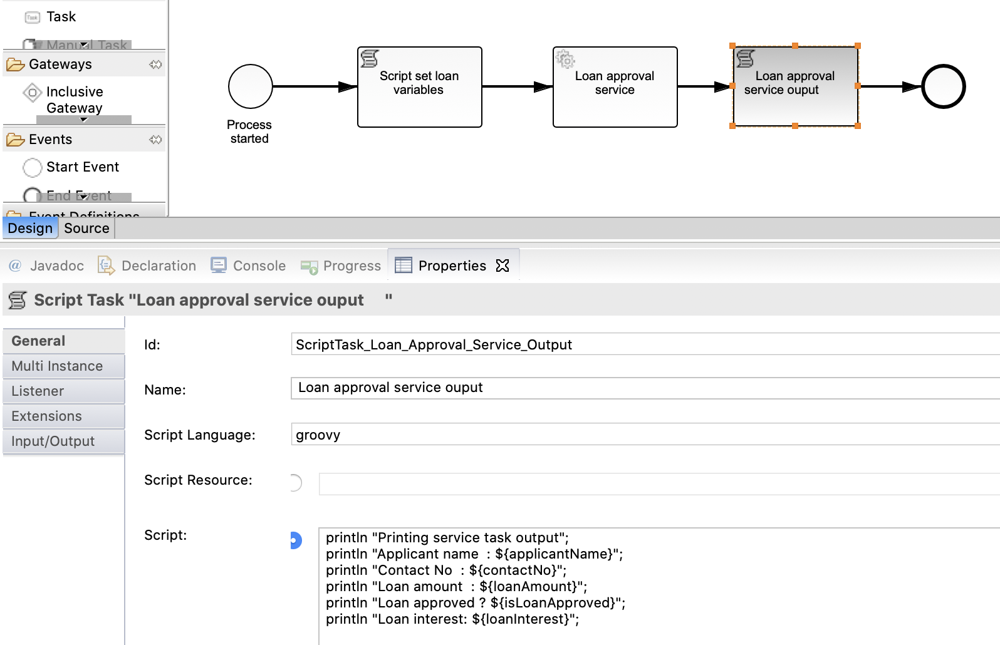 Task
Manual Task
Gateways
Inclusive
Gateway
Events
Start Event
End Event
Event Definitions
Process
started
Script set loan
variables
Loan approval
service
Loan approval
service ouput
Design
Source
@ Javadoc
Declaration
Console
Progress
Properties
Script Task "Loan approval service ouput    "
General
Multi Instance
Listener
Extensions
Input/Output
Id:
ScriptTask_Loan_Approval_Service_Output
Name:
Loan approval service ouput
Script Language:
groovy
Script Resource:
Script:
println "Printing service task output";
println "Applicant name  : ${applicantName}";
println "Contact No  : ${contactNo}";
println "Loan amount  : ${loanAmount}";
println "Loan approved ? ${isLoanApproved}";
println "Loan interest: ${loanInterest}";